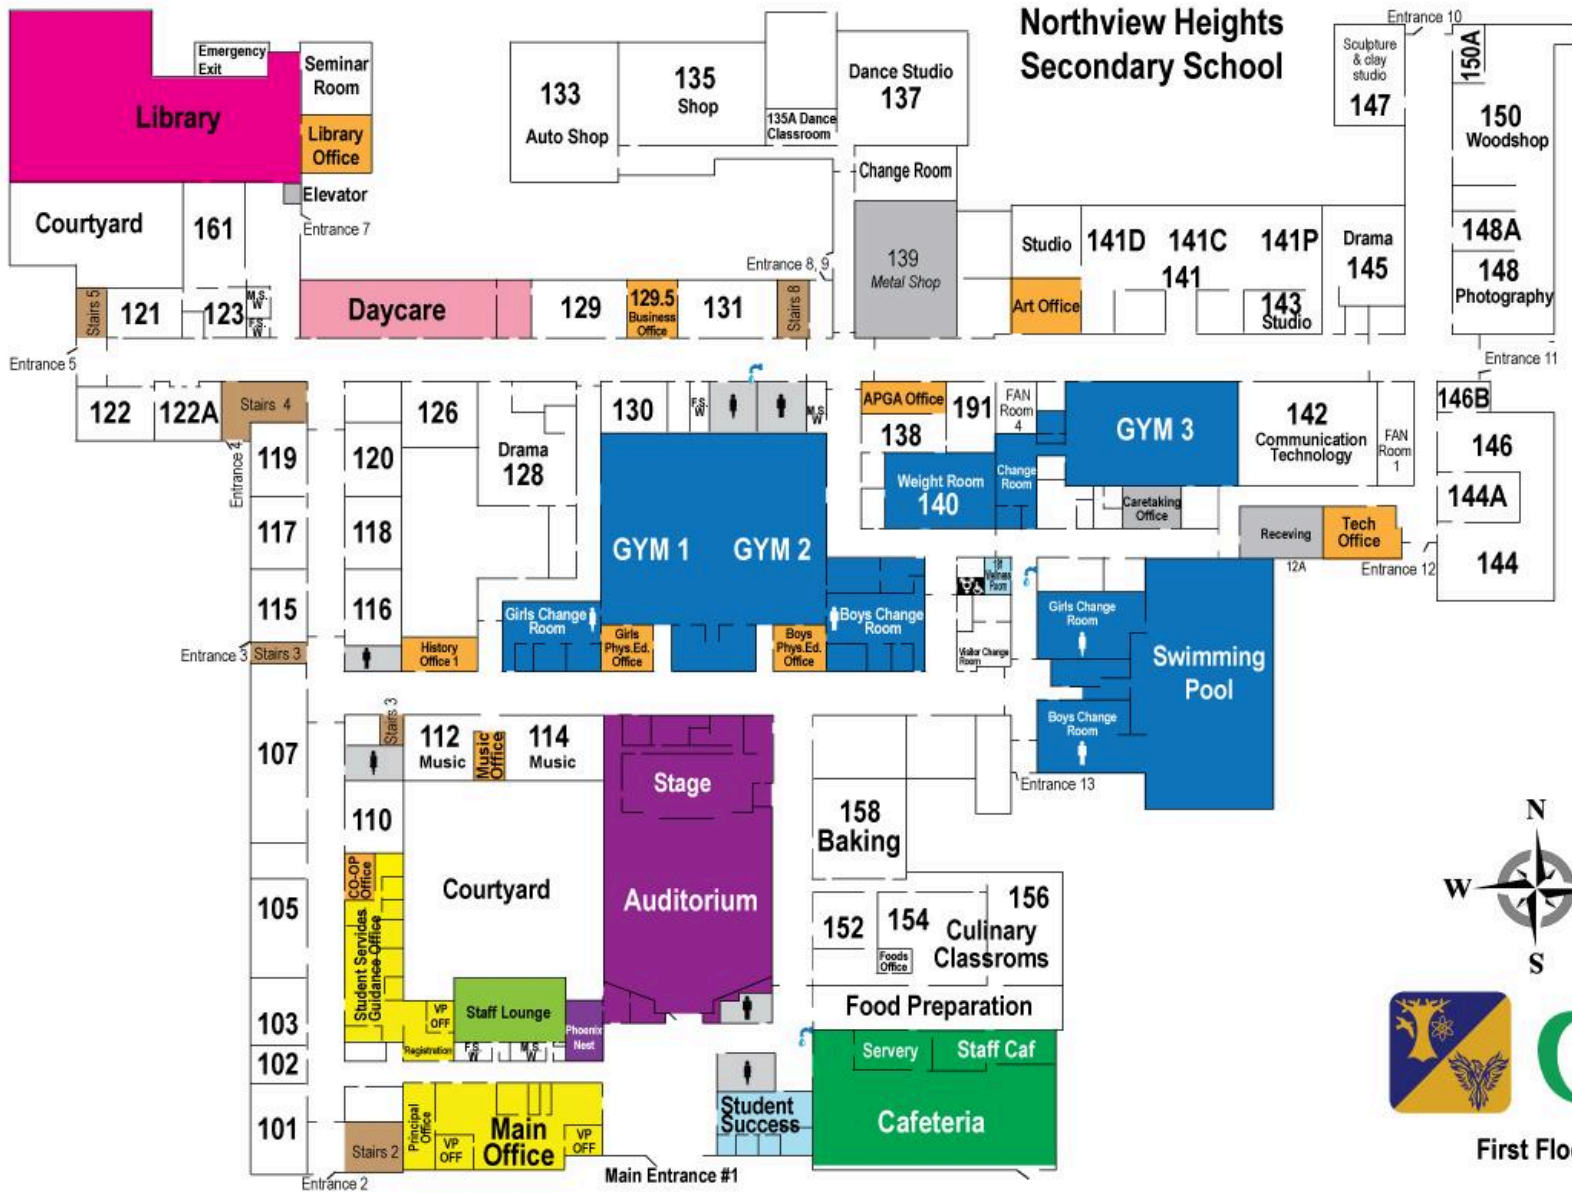 Northview Heights
Secondary School
Entrance 10
Emergency
Exit
Seminar
Room
Library
Library
Office
Elevator
Entrance 7
Courtyard
161
133
Auto Shop
135
Shop
135A Dance
Classroom
Dance Studio
137
Change Room
Sculpture
& clay
studio
147
150A
150
Woodshop
148A
148
Photography
Entrance 8, 9
139
Metal Shop
Studio
141D
141C
141P
141
Art Office
143
Studio
Drama
145
Stairs 5
121
123
M.S.
W
F.S.
W
Daycare
129
129.5
Business
Office
131
Stairs 8
Entrance 5
Entrance 11
122
122A
Stairs 4
Entrance 4
126
Drama
128
130
F.S.
W
M.S.
W
APGA Office
138
191
FAN
Room
4
GYM 3
142
Communication
Technology
FAN
Room
1
146B
146
144A
144
119
120
117
118
115
116
Weight Room
140
Change
Room
Caretaking
Office
Receving
12A
Tech
Office
Entrance 12
GYM 1
GYM 2
Girls Change
Room
Girls
Phys.Ed.
Office
Boys
Phys.Ed.
Office
Boys Change
Room
Wellness
Room
Visitor Change
Room
Girls Change
Room
Swimming
Pool
Boys Change
Room
Entrance 3
Stairs 3
History
Office 1
107
Stairs 3
112
Music
Music
Office
114
Music
Stage
Entrance 13
110
158
Baking
CO-OP
Office
Student Services
Guidance Office
Courtyard
Auditorium
105
152
154
Foods
Office
156
Culinary
Classroms
Food Preparation
103
VP
OFF
Registration
Staff Lounge
F.S.
W
M.S.
W
Phoenix
Nest
102
Servery
Staff Caf
Cafeteria
Student
Success
101
Stairs 2
Principal
Office
VP
OFF
Main
Office
VP
OFF
Main Entrance #1
Entrance 2
N
W
S
First Floo